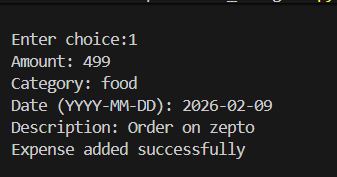 Enter choice:1
Amount: 499
Category: food
Date (YYYY-MM-DD): 2026-02-09
Description: Order on zepto
Expense added successfully